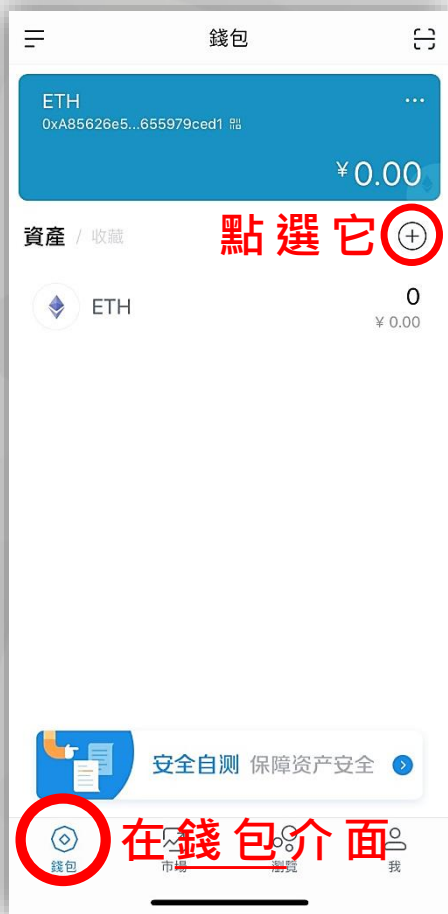 錢包
ETH
0xA85626e5...655979ced1
¥0.00
資產 / 收藏
點選它
ETH
0
¥ 0.00
安全自测 保障资产安全
在錢包介面
錢包
市場
瀏覽
我